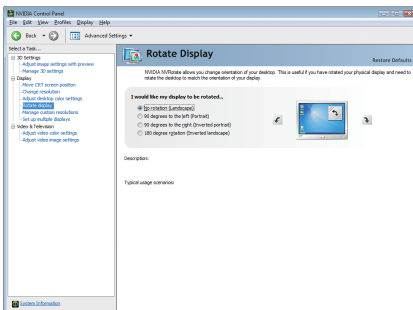 NVIDIA Control Panel
File Edit View Profiles Display Help
Back Advanced Settings
Select a Task...
Rotate Display
Restore Defaults
3D Settings
Adjust image settings with preview
Manage 3D settings
Display
Move CRT screen position
Change resolution
Adjust desktop color settings
Rotate display
Manage custom resolutions
Set up multiple displays
Video & Television
Adjust video color settings
Adjust video image settings
NVIDIA NVRotate allows you change orientation of your desktop. This is useful if you have rotated your physical display and need to
rotate the desktop to match the orientation of your display.
I would like my display to be rotated...
No rotation (Landscape)
90 degrees to the left (Portrait)
90 degrees to the right (Inverted portrait)
180 degree rotation (Inverted landscape)
Description:
Typical usage scenarios:
System Information